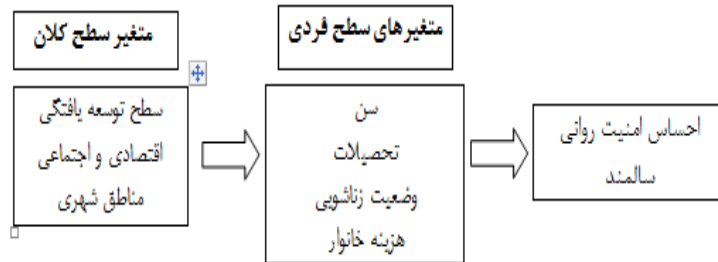 متغیر سطح کلان
متغیرهای سطح فردی
سطح توسعه یافتگی
اقتصادی و اجتماعی
مناطق شهری
سن
تحصیلات
وضعیت زناشویی
هزینه خانوار
احساس امنیت روانی
سالمند